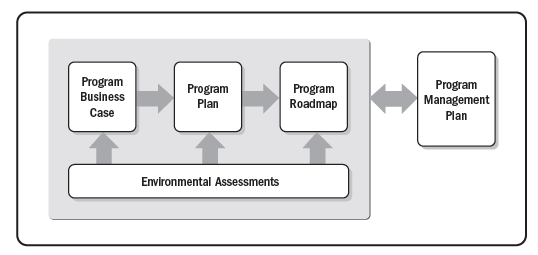 Program
Business
Case
Program
Plan
Program
Roadmap
Program
Management
Plan
Environmental Assessments